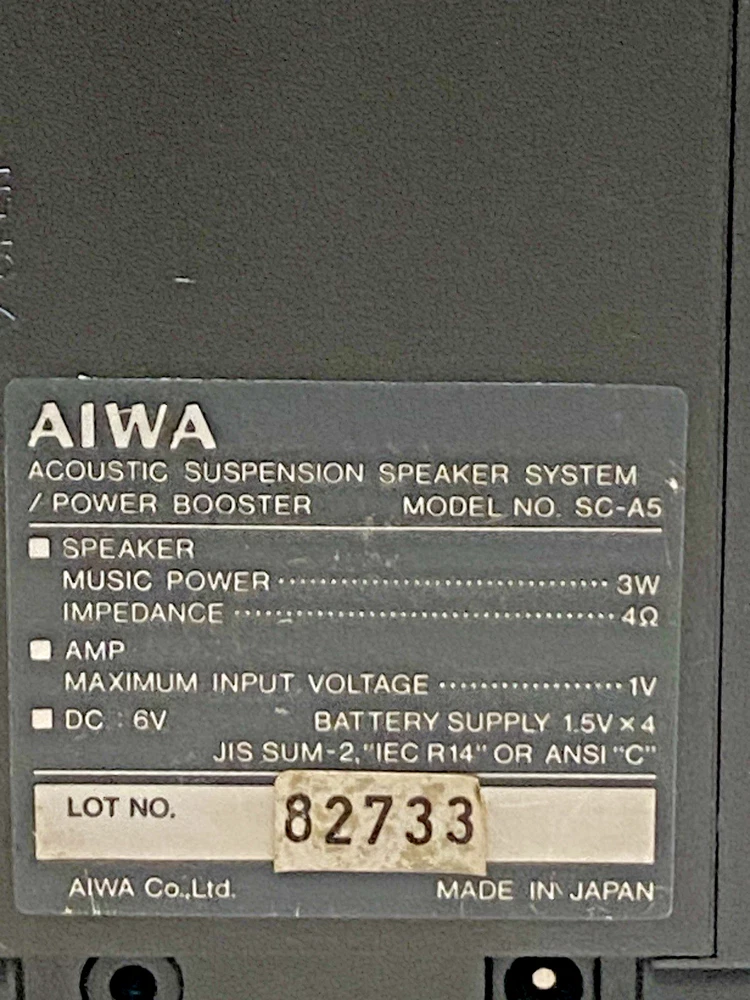 AIWA
ACOUSTIC SUSPENSION SPEAKER SYSTEM
/ POWER BOOSTER MODEL NO. SC-A5
SPEAKER
MUSIC POWER ································ 3W
IMPEDANCE ····································· 4Ω
AMP
MAXIMUM INPUT VOLTAGE ·················· 1V
DC : 6V BATTERY SUPPLY 1.5V × 4
JIS SUM-2, "IEC R14" OR ANSI "C"
LOT NO. 82733
AIWA Co.,Ltd. MADE IN JAPAN